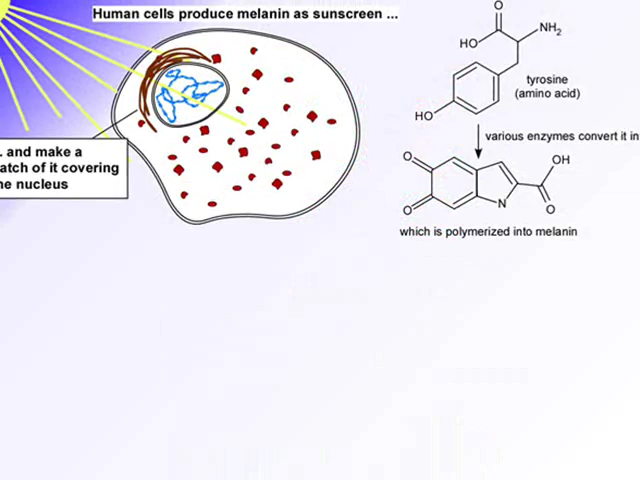 Human cells produce melanin as sunscreen ...
.. and make a
atch of it covering
he nucleus
O
HO
NH2
tyrosine
(amino acid)
HO
various enzymes convert it in
O
OH
O
N
O
which is polymerized into melanin